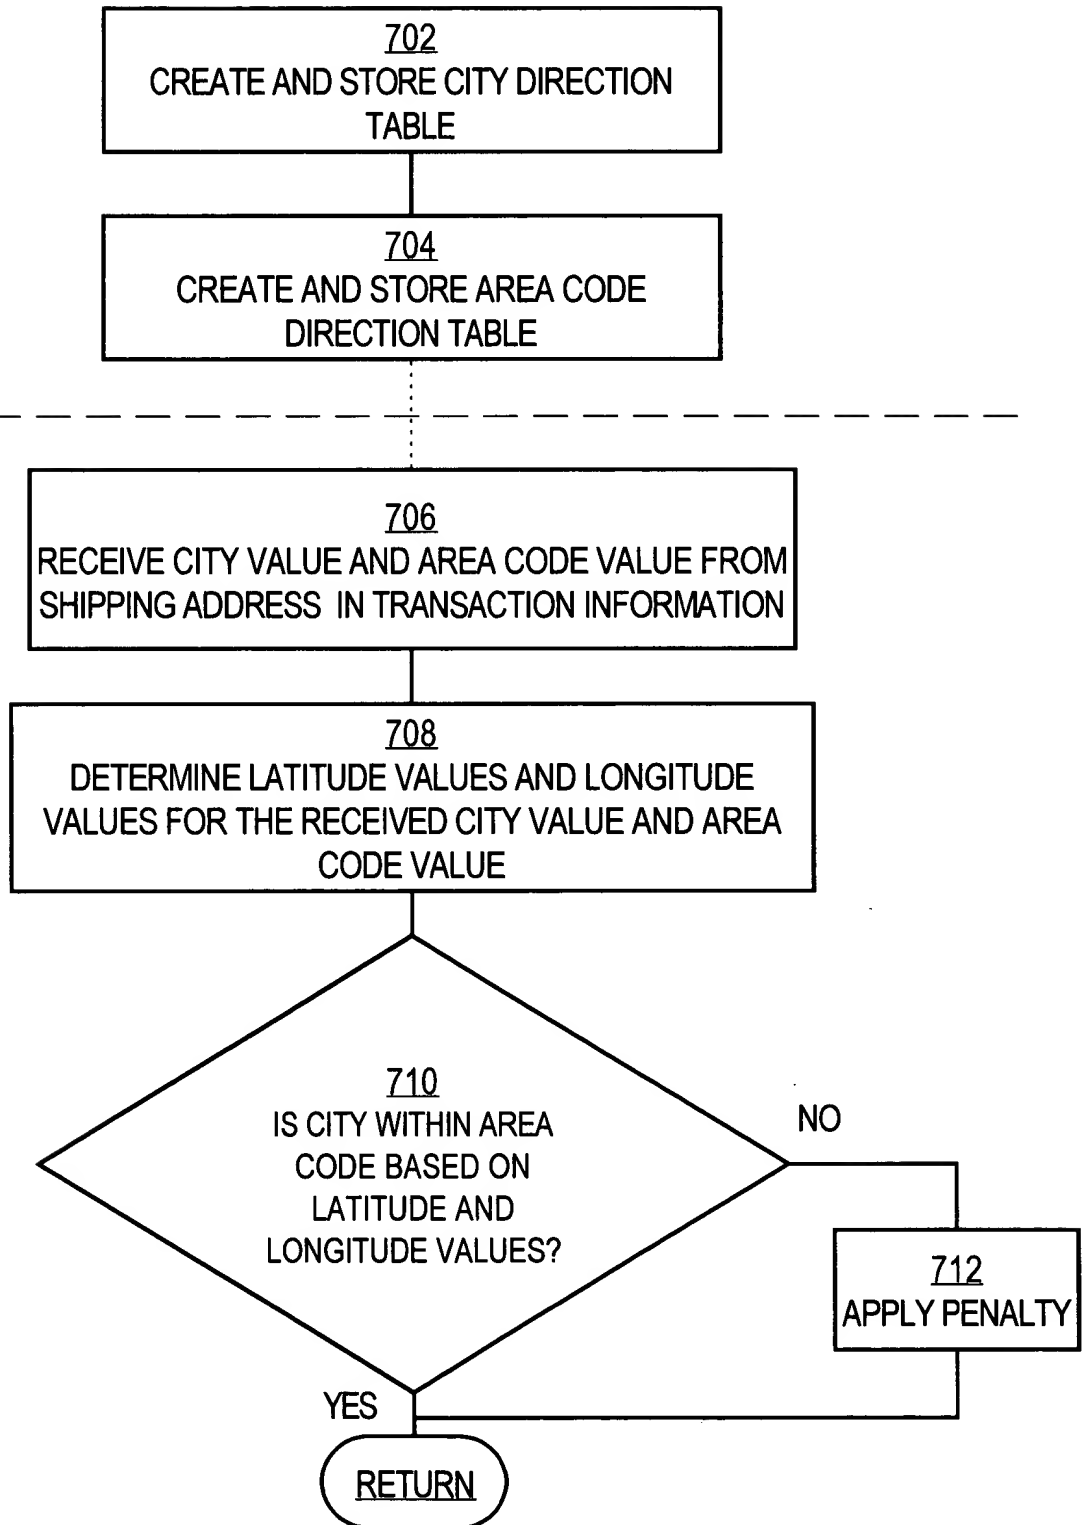 702
CREATE AND STORE CITY DIRECTION
TABLE
704
CREATE AND STORE AREA CODE
DIRECTION TABLE
706
RECEIVE CITY VALUE AND AREA CODE VALUE FROM
SHIPPING ADDRESS IN TRANSACTION INFORMATION
708
DETERMINE LATITUDE VALUES AND LONGITUDE
VALUES FOR THE RECEIVED CITY VALUE AND AREA
CODE VALUE
710
IS CITY WITHIN AREA
CODE BASED ON
LATITUDE AND
LONGITUDE VALUES?
NO
712
APPLY PENALTY
YES
RETURN